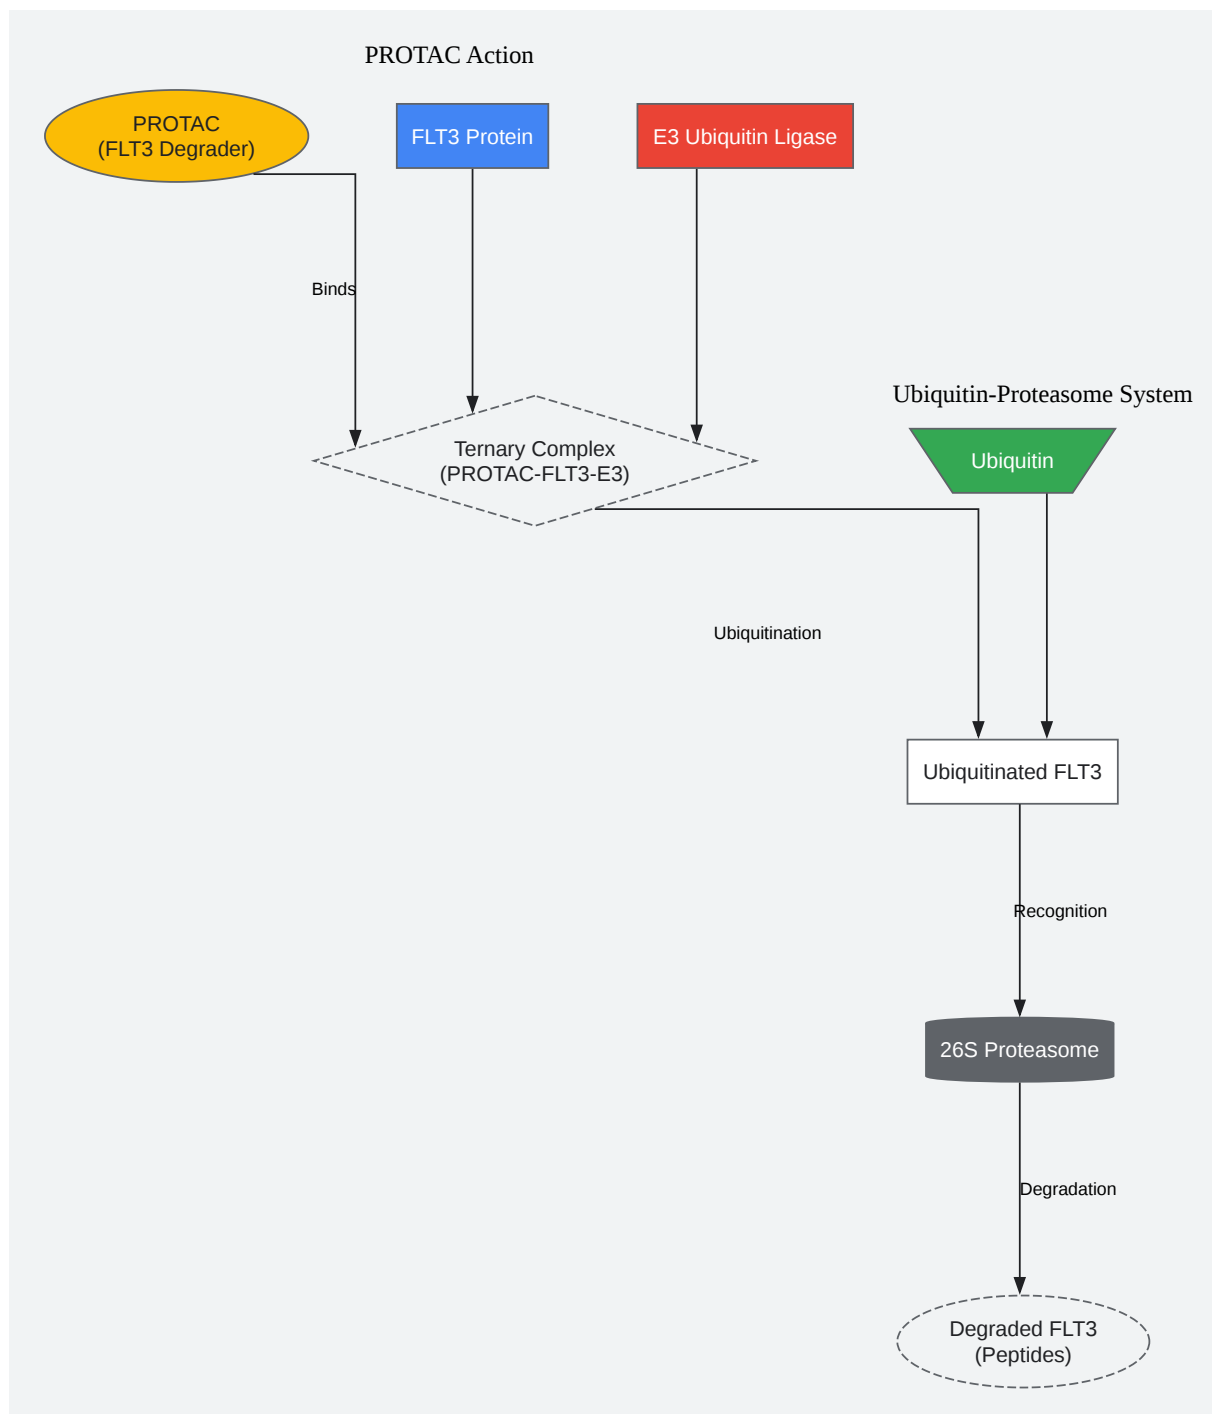 PROTAC Action
PROTAC
(FLT3 Degrader)
FLT3 Protein
E3 Ubiquitin Ligase
Binds
Ternary Complex
(PROTAC-FLT3-E3)
Ubiquitin-Proteasome System
Ubiquitin
Ubiquitination
Ubiquitinated FLT3
Recognition
26S Proteasome
Degradation
Degraded FLT3
(Peptides)